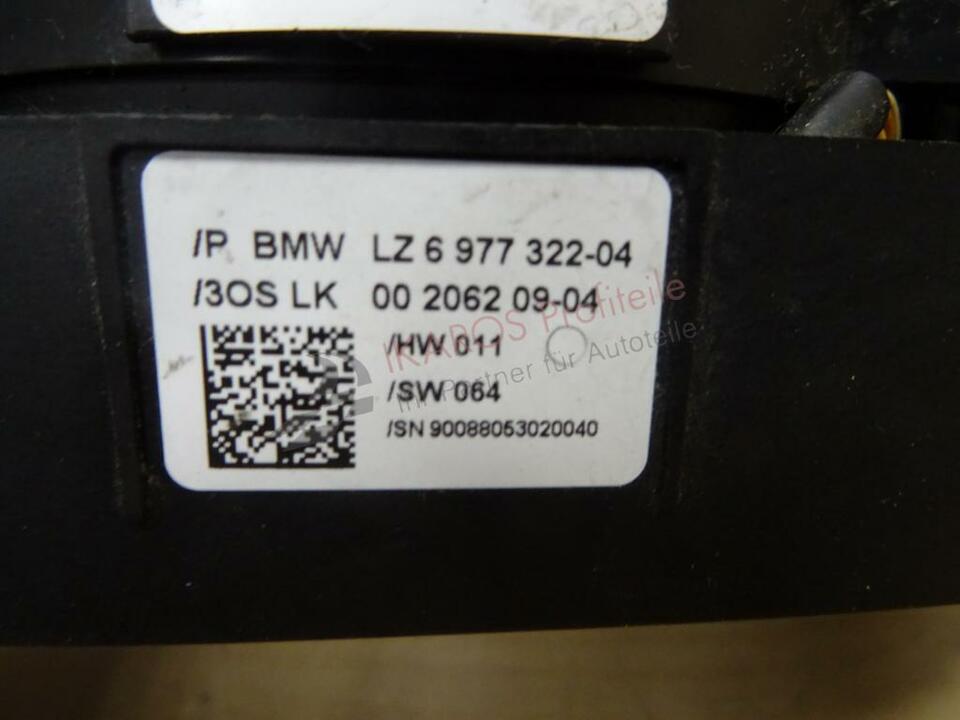 /P. BMW LZ 6 977 322-04
/3OS LK 00 2062 09-04
/HW 011
/SW 064
/SN 90088053020040
IKAROS Profiteile
Ihr Partner für Autoteile